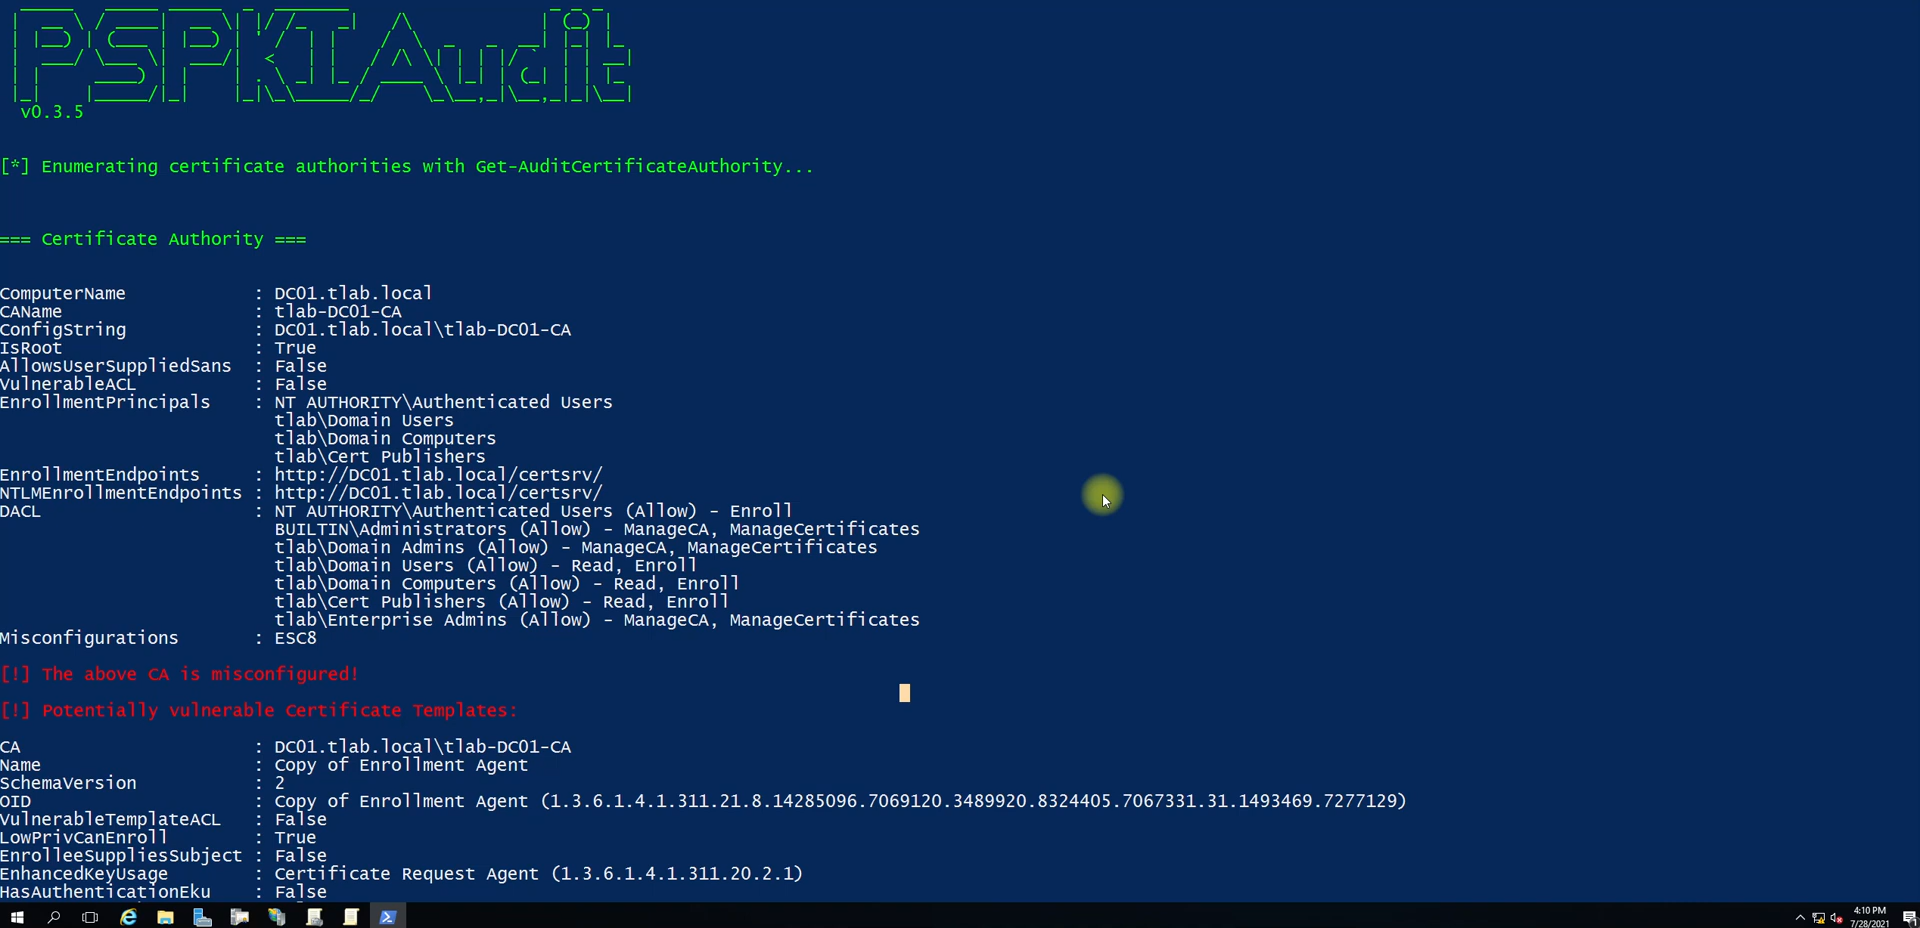 PSPKIAudit
v0.3.5
[*] Enumerating certificate authorities with Get-AuditCertificateAuthority...
=== Certificate Authority ===
ComputerName : DC01.tlab.local
CAName : tlab-DC01-CA
ConfigString : DC01.tlab.local\tlab-DC01-CA
IsRoot : True
AllowsUserSuppliedSans : False
VulnerableACL : False
EnrollmentPrincipals : NT AUTHORITY\Authenticated Users
tlab\Domain Users
tlab\Domain Computers
tlab\Cert Publishers
EnrollmentEndpoints : http://DC01.tlab.local/certsrv/
NTLMEnrollmentEndpoints : http://DC01.tlab.local/certsrv/
DACL : NT AUTHORITY\Authenticated Users (Allow) - Enroll
BUILTIN\Administrators (Allow) - ManageCA, ManageCertificates
tlab\Domain Admins (Allow) - ManageCA, ManageCertificates
tlab\Domain Users (Allow) - Read, Enroll
tlab\Domain Computers (Allow) - Read, Enroll
tlab\Cert Publishers (Allow) - Read, Enroll
tlab\Enterprise Admins (Allow) - ManageCA, ManageCertificates
Misconfigurations : ESC8
[!] The above CA is misconfigured!
[!] Potentially vulnerable Certificate Templates:
CA : DC01.tlab.local\tlab-DC01-CA
Name : Copy of Enrollment Agent
SchemaVersion : 2
OID : Copy of Enrollment Agent (1.3.6.1.4.1.311.21.8.14285096.7069120.3489920.8324405.7067331.31.1493469.7277129)
VulnerableTemplateACL : False
LowPrivCanEnroll : True
EnrolleeSuppliesSubject : False
EnhancedKeyUsage : Certificate Request Agent (1.3.6.1.4.1.311.20.2.1)
HasAuthenticationEku : False
4:10 PM
7/28/2021